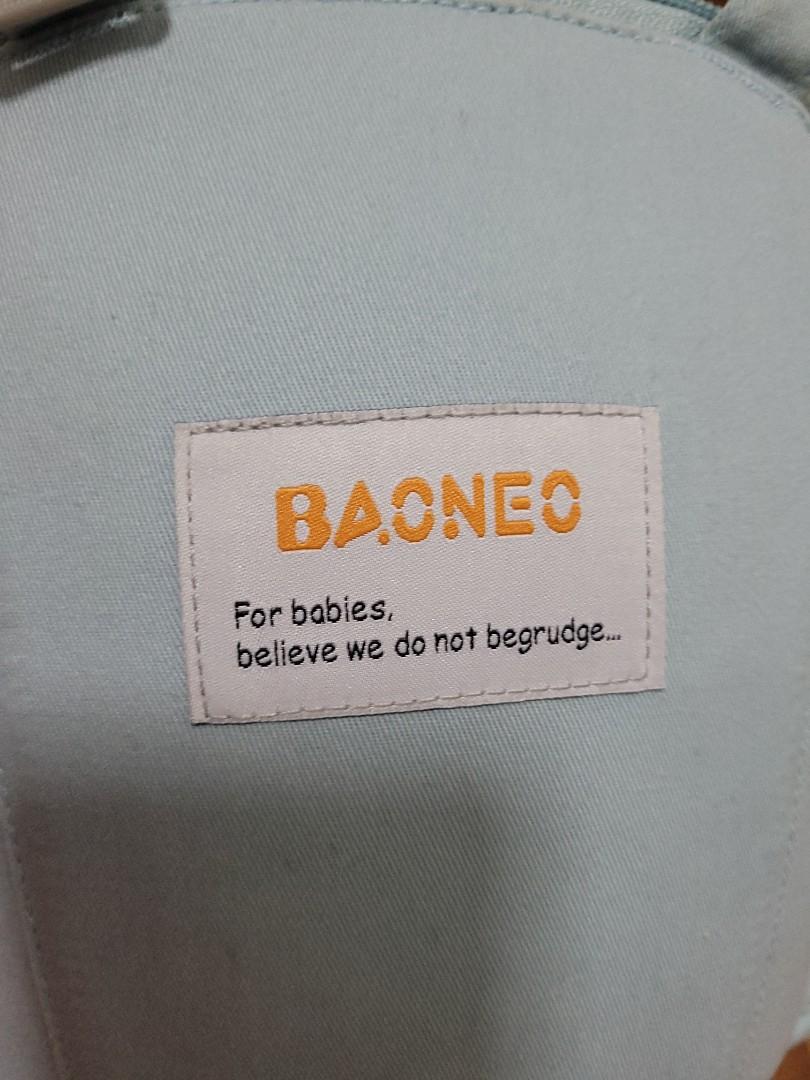 BAONEO
For babies,
believe we do not begrudge...